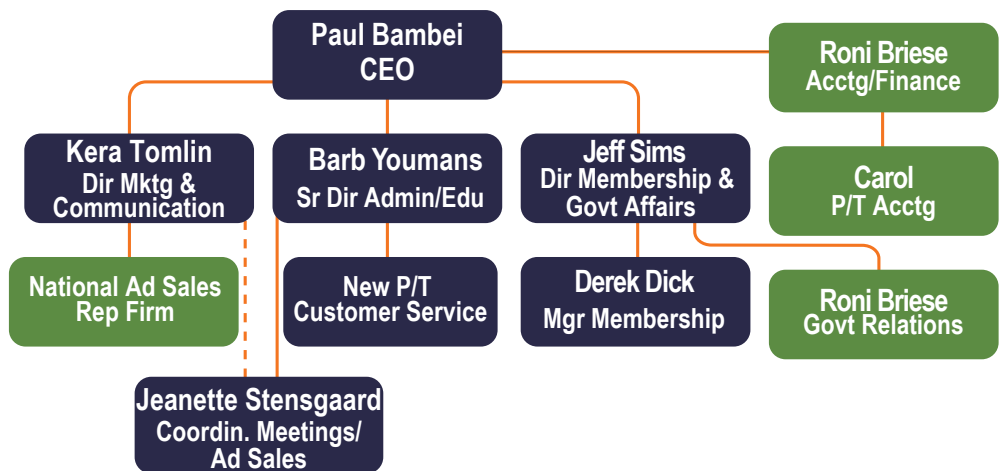 Paul Bambei
CEO
Roni Briese
Acctg/Finance
Kera Tomlin
Dir Mktg &
Communication
Barb Youmans
Sr Dir Admin/Edu
Jeff Sims
Dir Membership &
Govt Affairs
Carol
P/T Acctg
National Ad Sales
Rep Firm
New P/T
Customer Service
Derek Dick
Mgr Membership
Roni Briese
Govt Relations
Jeanette Stensgaard
Coordin. Meetings/
Ad Sales